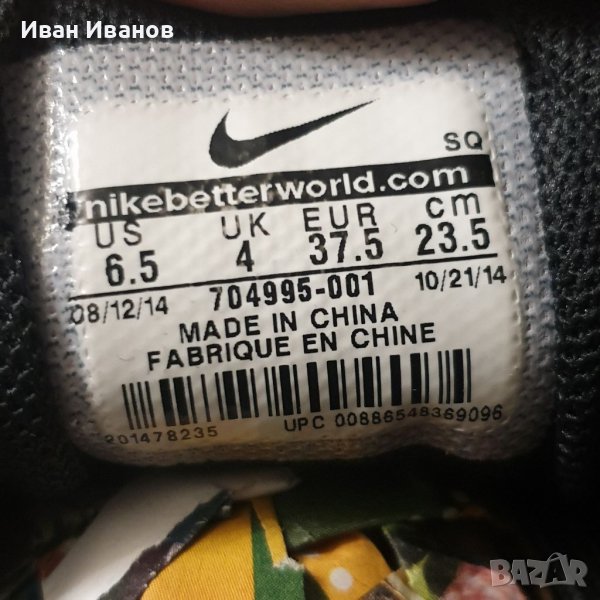 Иван Иванов
SQ
nikebetterworld.com
US UK EUR cm
6.5 4 37.5 23.5
08/12/14 704995-001 10/21/14
MADE IN CHINA
FABRIQUE EN CHINE
201478235 UPC 00886548369096
BAZAR